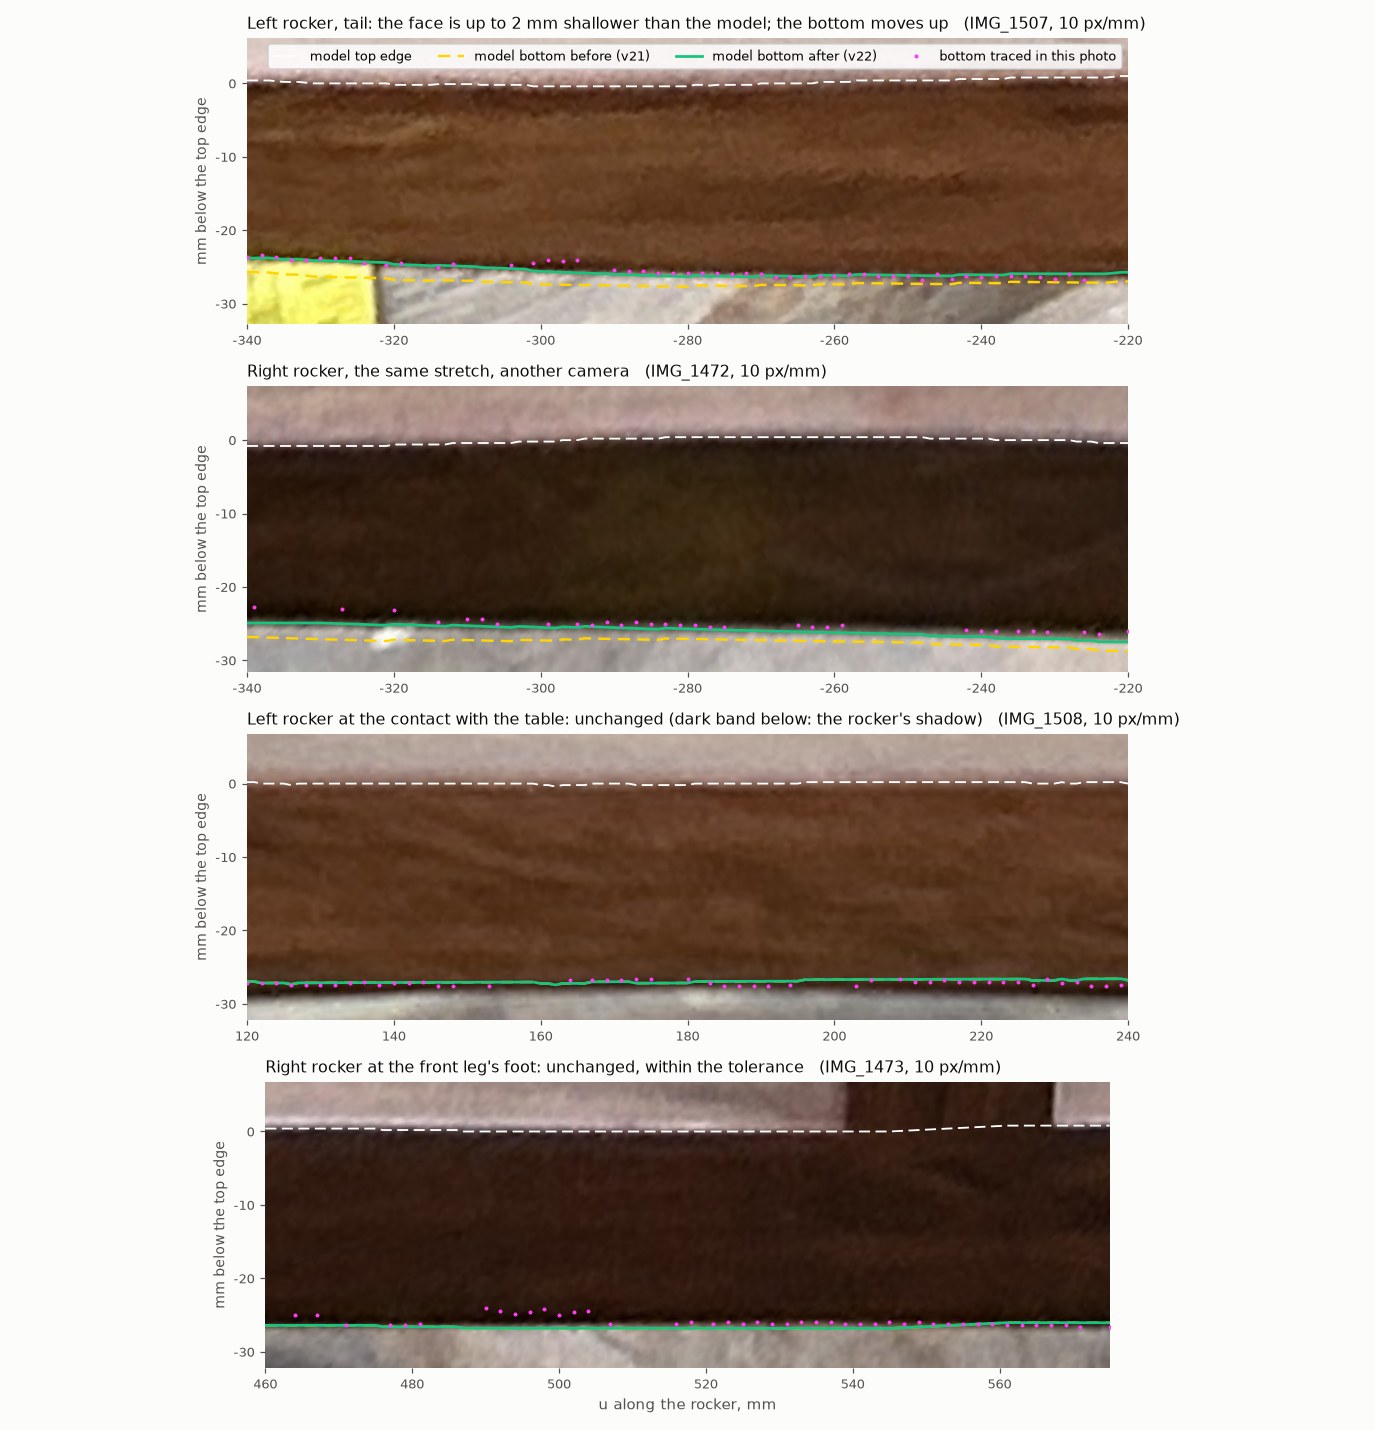 Left rocker, tail: the face is up to 2 mm shallower than the model; the bottom moves up (IMG_1507, 10 px/mm)
model top edge model bottom before (v21) model bottom after (v22) bottom traced in this photo
mm below the top edge
0
-10
-20
-30
-340 -320 -300 -280 -260 -240 -220
Right rocker, the same stretch, another camera (IMG_1472, 10 px/mm)
mm below the top edge
0
-10
-20
-30
-340 -320 -300 -280 -260 -240 -220
Left rocker at the contact with the table: unchanged (dark band below: the rocker's shadow) (IMG_1508, 10 px/mm)
mm below the top edge
0
-10
-20
-30
120 140 160 180 200 220 240
Right rocker at the front leg's foot: unchanged, within the tolerance (IMG_1473, 10 px/mm)
mm below the top edge
0
-10
-20
-30
460 480 500 520 540 560
u along the rocker, mm